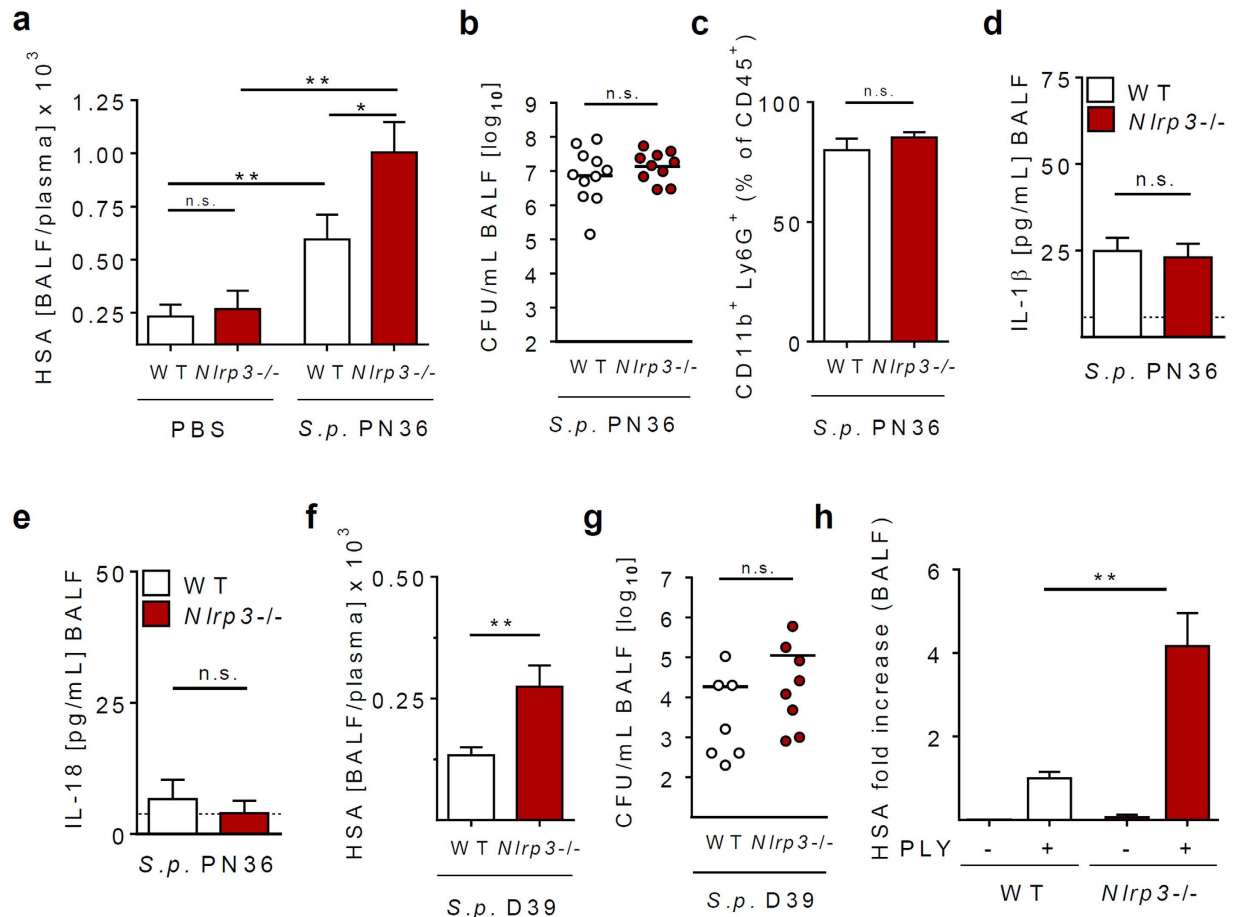 a
HSA [BALF/plasma] x 10³
1.25
1.00
0.75
0.50
0.25
**
*
**
n.s.
WT Nlrp3-/- WT Nlrp3-/-
PBS S.p. PN36
b
CFU/mL BALF [log₁₀]
9
8
7
6
5
4
3
2
n.s.
WT Nlrp3-/-
S.p. PN36
c
CD11b⁺ Ly6G⁺ (% of CD45⁺)
100
50
0
n.s.
WT Nlrp3-/-
S.p. PN36
d
IL-1β [pg/mL] BALF
75
50
25
0
WT
Nlrp3-/-
n.s.
S.p. PN36
e
IL-18 [pg/mL] BALF
50
25
0
WT
Nlrp3-/-
n.s.
S.p. PN36
f
HSA [BALF/plasma] x 10³
0.50
0.25
0.00
**
WT Nlrp3-/-
S.p. D39
g
CFU/mL BALF [log₁₀]
7
6
5
4
3
2
n.s.
WT Nlrp3-/-
S.p. D39
h
HSA fold increase (BALF)
6
4
2
**
PLY - + - +
WT Nlrp3-/-